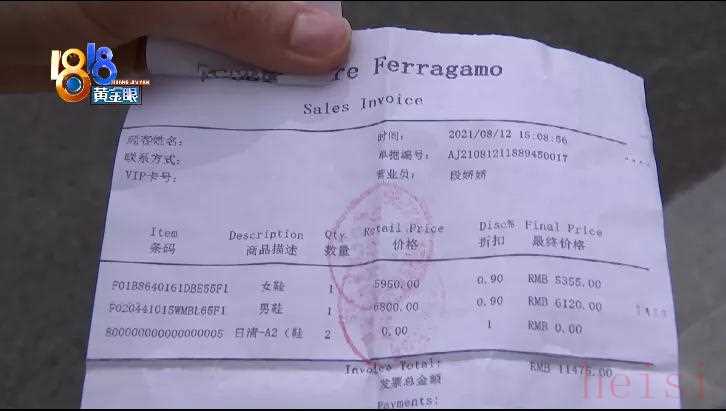 1818
黄金眼
Ferragamo
Sales Invoice
顾客姓名: 时间: 2021/08/12 15:08:56
联系方式: 单据编号: AJ21081211889450017
VIP卡号: 营业员: 段娇娇
Item Description Qty Retail Price Disc% Final Price
条码 商品描述 数量 价格 折扣 最终价格
女鞋 1 5950.00 0.90 RMB 5355.00
男鞋 1 6800.00 0.90 RMB 6120.00
2 0.00 1 RMB 0.00
Invoice Total: RMB 11475.00
发票总金额
Payments:
heisi